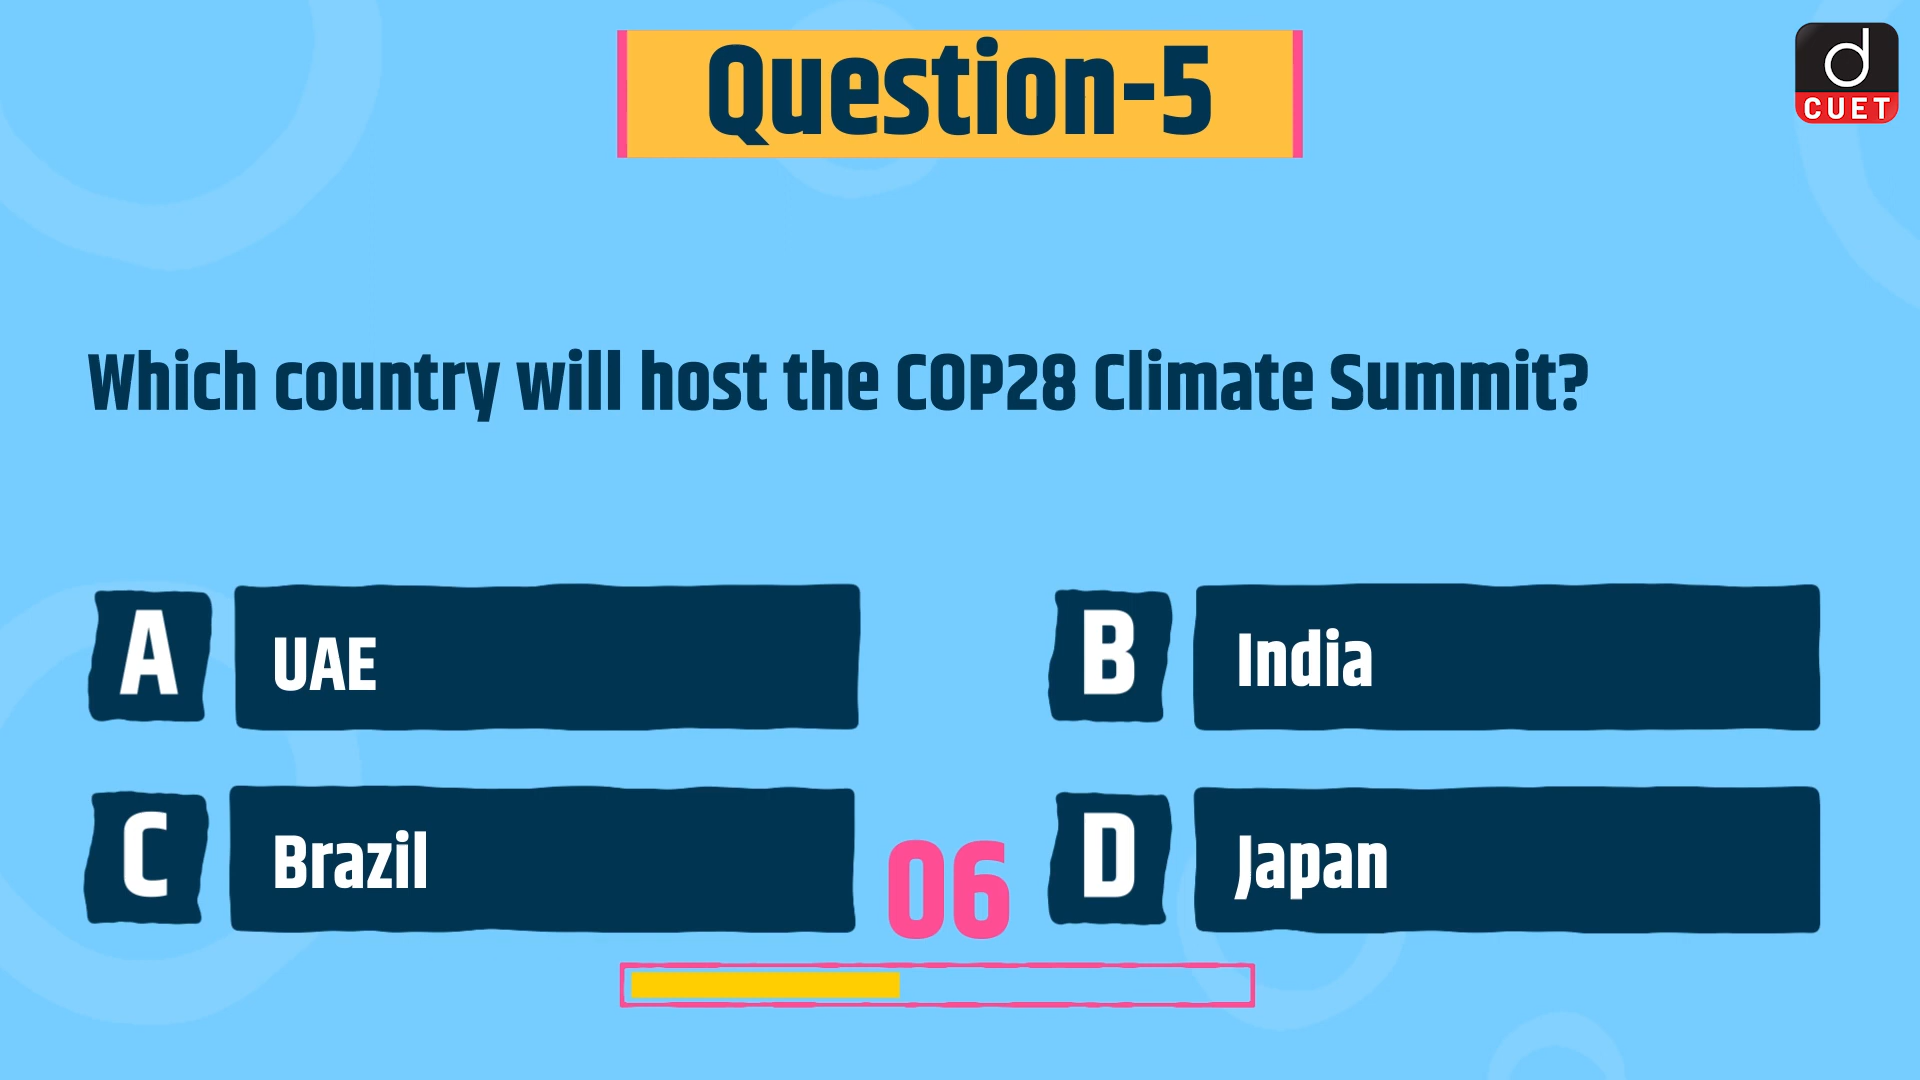 Question-5
d
CUET
Which country will host the COP28 Climate Summit?
A UAE
B India
C Brazil
D Japan
06